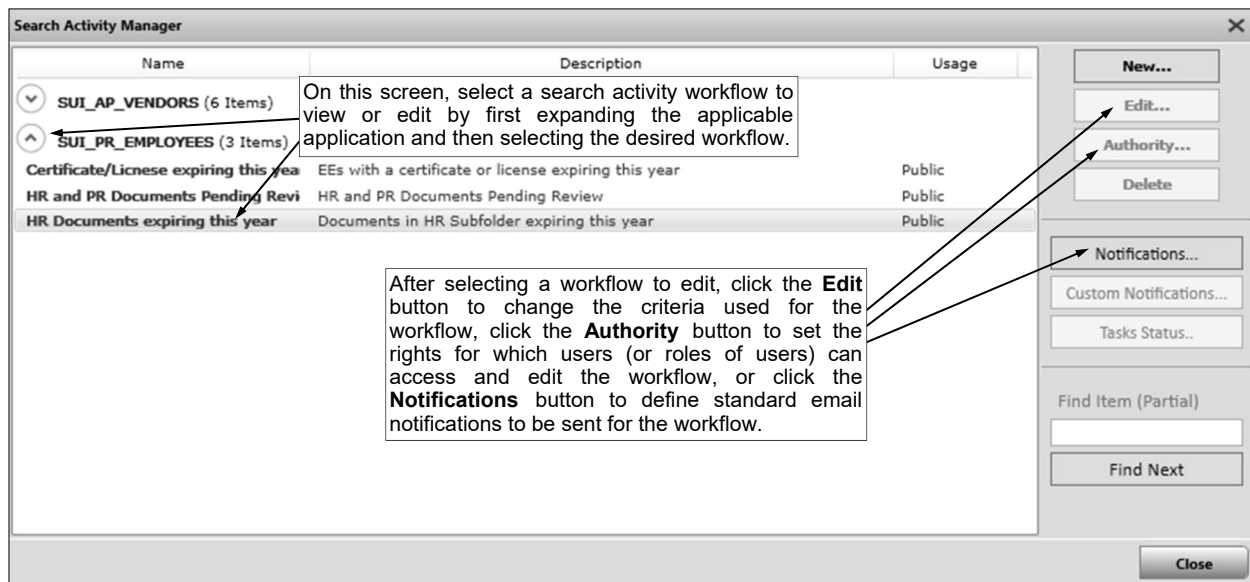 Search Activity Manager
Name Description Usage
SUI_AP_VENDORS (6 Items)
SUI_PR_EMPLOYEES (3 Items)
Certificate/Licnese expiring this yea EEs with a certificate or license expiring this year Public
HR and PR Documents Pending Revi HR and PR Documents Pending Review Public
HR Documents expiring this year Documents in HR Subfolder expiring this year Public
On this screen, select a search activity workflow to
view or edit by first expanding the applicable
application and then selecting the desired workflow.
After selecting a workflow to edit, click the Edit
button to change the criteria used for the
workflow, click the Authority button to set the
rights for which users (or roles of users) can
access and edit the workflow, or click the
Notifications button to define standard email
notifications to be sent for the workflow.
New...
Edit...
Authority...
Delete
Notifications...
Custom Notifications...
Tasks Status..
Find Item (Partial)
Find Next
Close